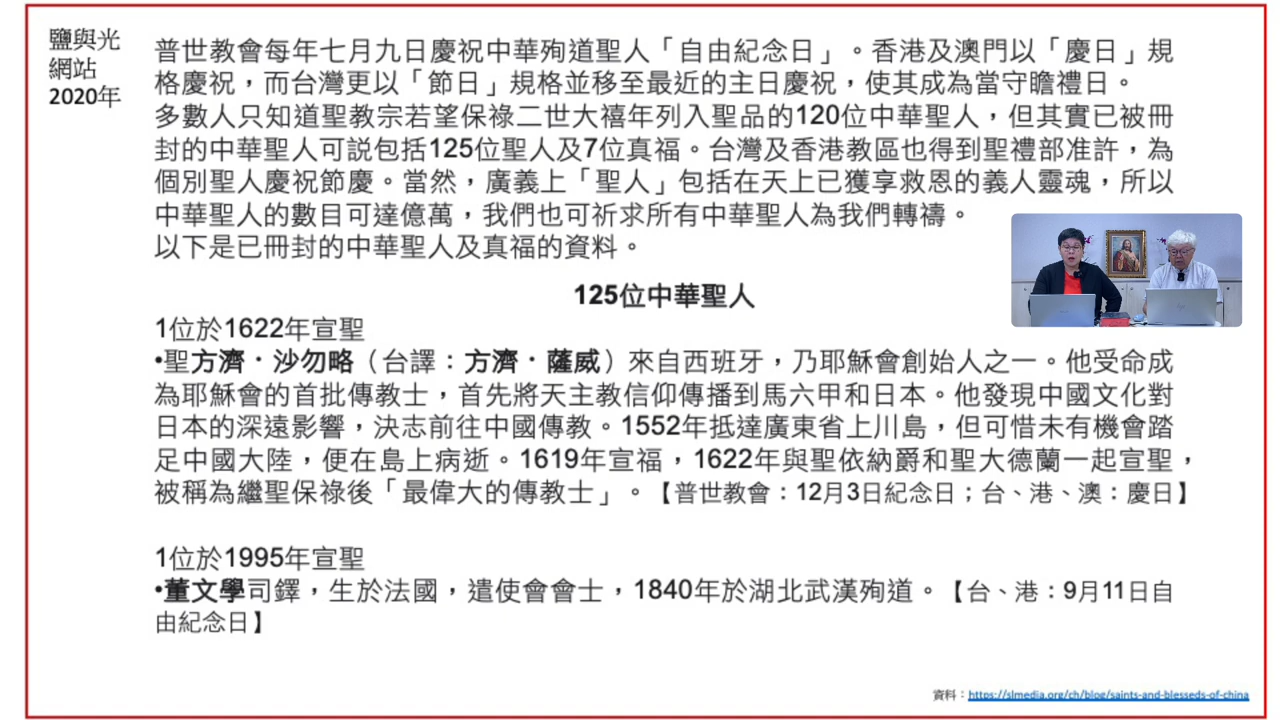 鹽與光
網站
2020年
普世教會每年七月九日慶祝中華殉道聖人「自由紀念日」。香港及澳門以「慶日」規
格慶祝，而台灣更以「節日」規格並移至最近的主日慶祝，使其成為當守瞻禮日。
多數人只知道聖教宗若望保祿二世大禧年列入聖品的120位中華聖人，但其實已被冊
封的中華聖人可説包括125位聖人及7位真福。台灣及香港教區也得到聖禮部准許，為
個別聖人慶祝節慶。當然，廣義上「聖人」包括在天上已獲享救恩的義人靈魂，所以
中華聖人的數目可達億萬，我們也可祈求所有中華聖人為我們轉禱。
以下是已冊封的中華聖人及真福的資料。
125位中華聖人
1位於1622年宣聖
•聖方濟．沙勿略（台譯：方濟．薩威）來自西班牙，乃耶穌會創始人之一。他受命成
為耶穌會的首批傳教士，首先將天主教信仰傳播到馬六甲和日本。他發現中國文化對
日本的深遠影響，決志前往中國傳教。1552年抵達廣東省上川島，但可惜未有機會踏
足中國大陸，便在島上病逝。1619年宣福，1622年與聖依納爵和聖大德蘭一起宣聖，
被稱為繼聖保祿後「最偉大的傳教士」。【普世教會：12月3日紀念日；台、港、澳：慶日】
1位於1995年宣聖
•董文學司鐸，生於法國，遣使會會士，1840年於湖北武漢殉道。【台、港：9月11日自
由紀念日】
資料：https://slmedia.org/ch/blog/saints-and-blesseds-of-china